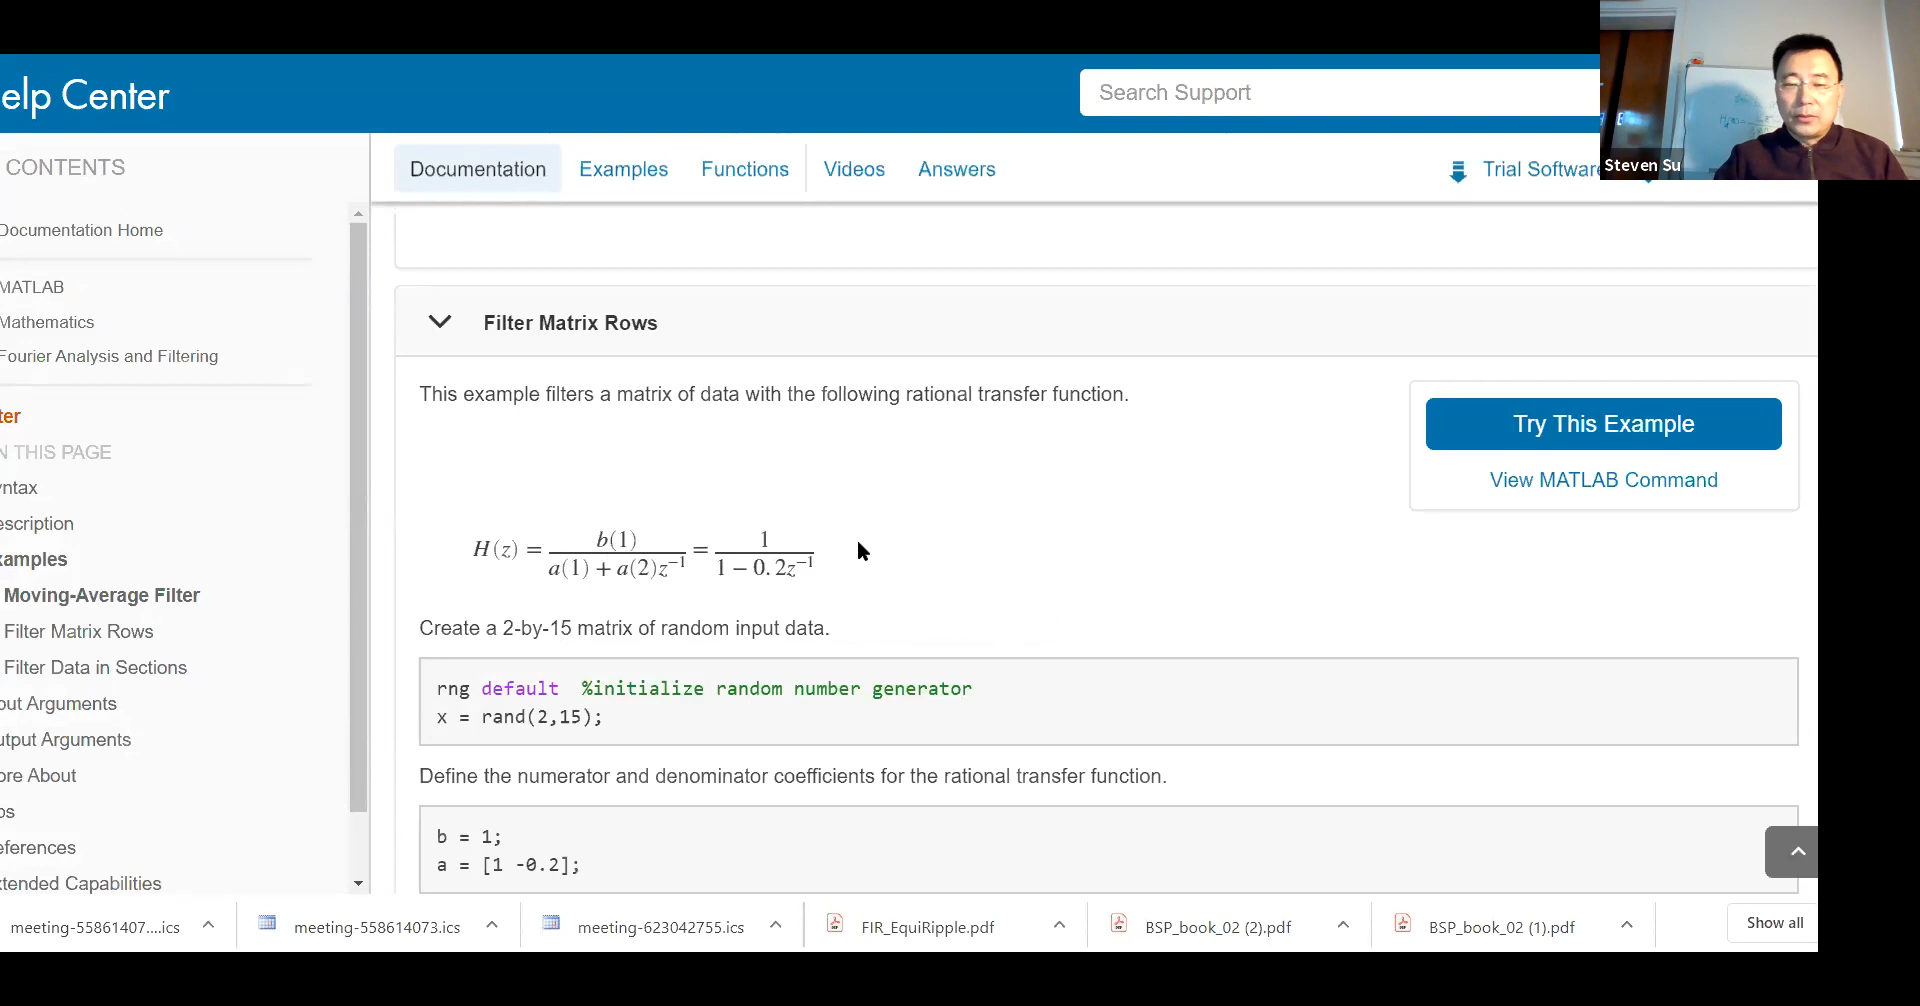 elp Center
Search Support
Steven Su
CONTENTS
Documentation Examples Functions Videos Answers
Trial Software
Documentation Home
MATLAB
Mathematics
Fourier Analysis and Filtering
ter
N THIS PAGE
yntax
escription
xamples
Moving-Average Filter
Filter Matrix Rows
Filter Data in Sections
put Arguments
utput Arguments
ore About
ps
eferences
xtended Capabilities
Filter Matrix Rows
This example filters a matrix of data with the following rational transfer function.
Try This Example
View MATLAB Command
H(z) = b(1) / (a(1) + a(2)z⁻¹) = 1 / (1 − 0.2z⁻¹)
Create a 2-by-15 matrix of random input data.
rng default %initialize random number generator
x = rand(2,15);
Define the numerator and denominator coefficients for the rational transfer function.
b = 1;
a = [1 -0.2];
meeting-55861407....ics
meeting-558614073.ics
meeting-623042755.ics
FIR_EquiRipple.pdf
BSP_book_02 (2).pdf
BSP_book_02 (1).pdf
Show all